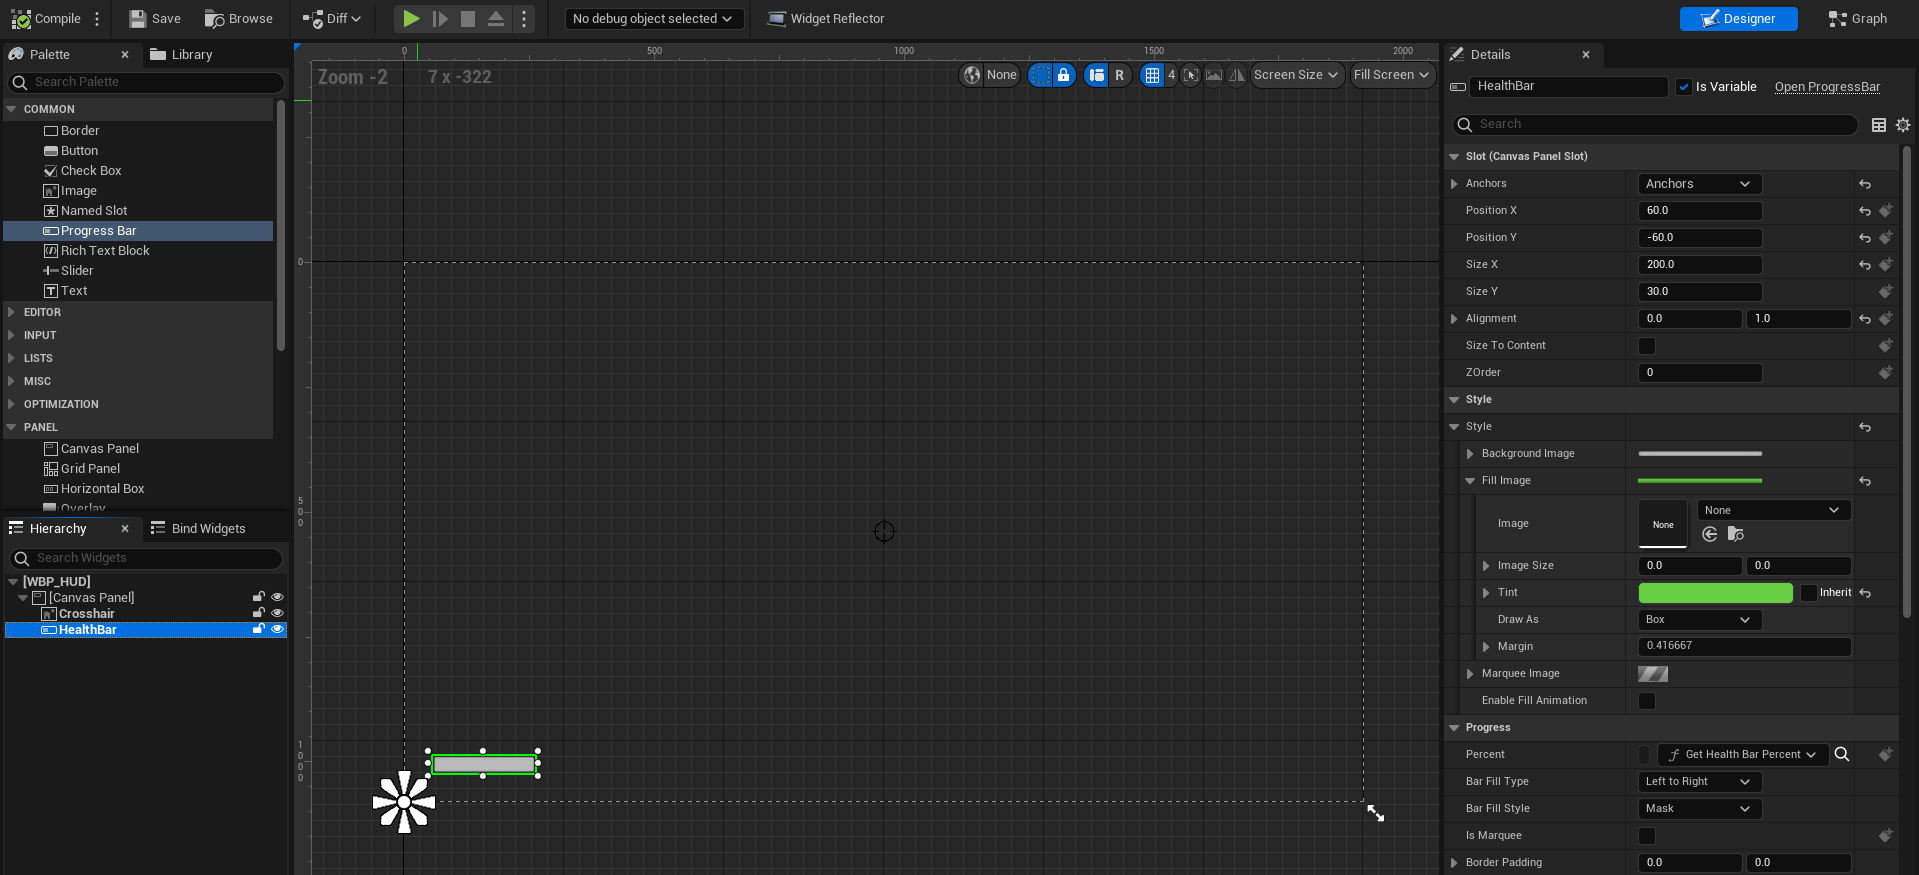 Compile
Save
Browse
Diff
No debug object selected
Widget Reflector
Designer
Graph
Palette
Library
Search Palette
COMMON
Border
Button
Check Box
Image
Named Slot
Progress Bar
Rich Text Block
Slider
Text
EDITOR
INPUT
LISTS
MISC
OPTIMIZATION
PANEL
Canvas Panel
Grid Panel
Horizontal Box
Overlay
Hierarchy
Bind Widgets
Search Widgets
[WBP_HUD]
[Canvas Panel]
Crosshair
HealthBar
0 500 1000 1500 2000
Zoom -2 7 x -322
None
R
4
Screen Size
Fill Screen
0
500
1000
Details
HealthBar
Is Variable
Open ProgressBar
Search
Slot (Canvas Panel Slot)
Anchors Anchors
Position X 60.0
Position Y -60.0
Size X 200.0
Size Y 30.0
Alignment 0.0 1.0
Size To Content
ZOrder 0
Style
Style
Background Image
Fill Image
Image None None
Image Size 0.0 0.0
Tint Inherit
Draw As Box
Margin 0.416667
Marquee Image
Enable Fill Animation
Progress
Percent Get Health Bar Percent
Bar Fill Type Left to Right
Bar Fill Style Mask
Is Marquee
Border Padding 0.0 0.0